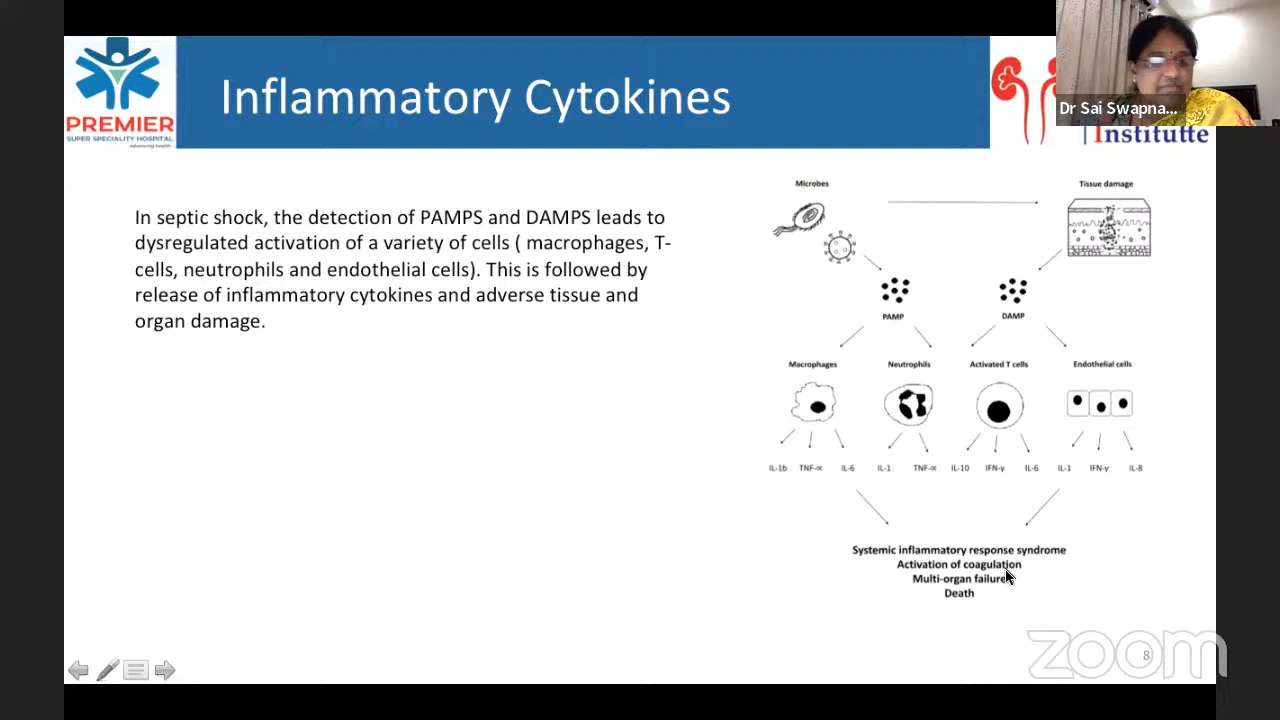 Inflammatory Cytokines
PREMIER
SUPER SPECIALITY HOSPITAL
advancing health
Dr Sai Swapna...
Institutte
In septic shock, the detection of PAMPS and DAMPS leads to
dysregulated activation of a variety of cells ( macrophages, T-
cells, neutrophils and endothelial cells). This is followed by
release of inflammatory cytokines and adverse tissue and
organ damage.
Microbes
Tissue damage
PAMP
DAMP
Macrophages
Neutrophils
Activated T cells
Endothelial cells
IL-1b TNF-α IL-6 IL-1 TNF-α IL-10 IFN-γ IL-6 IL-1 IFN-γ IL-8
Systemic inflammatory response syndrome
Activation of coagulation
Multi-organ failure
Death
zoom
8